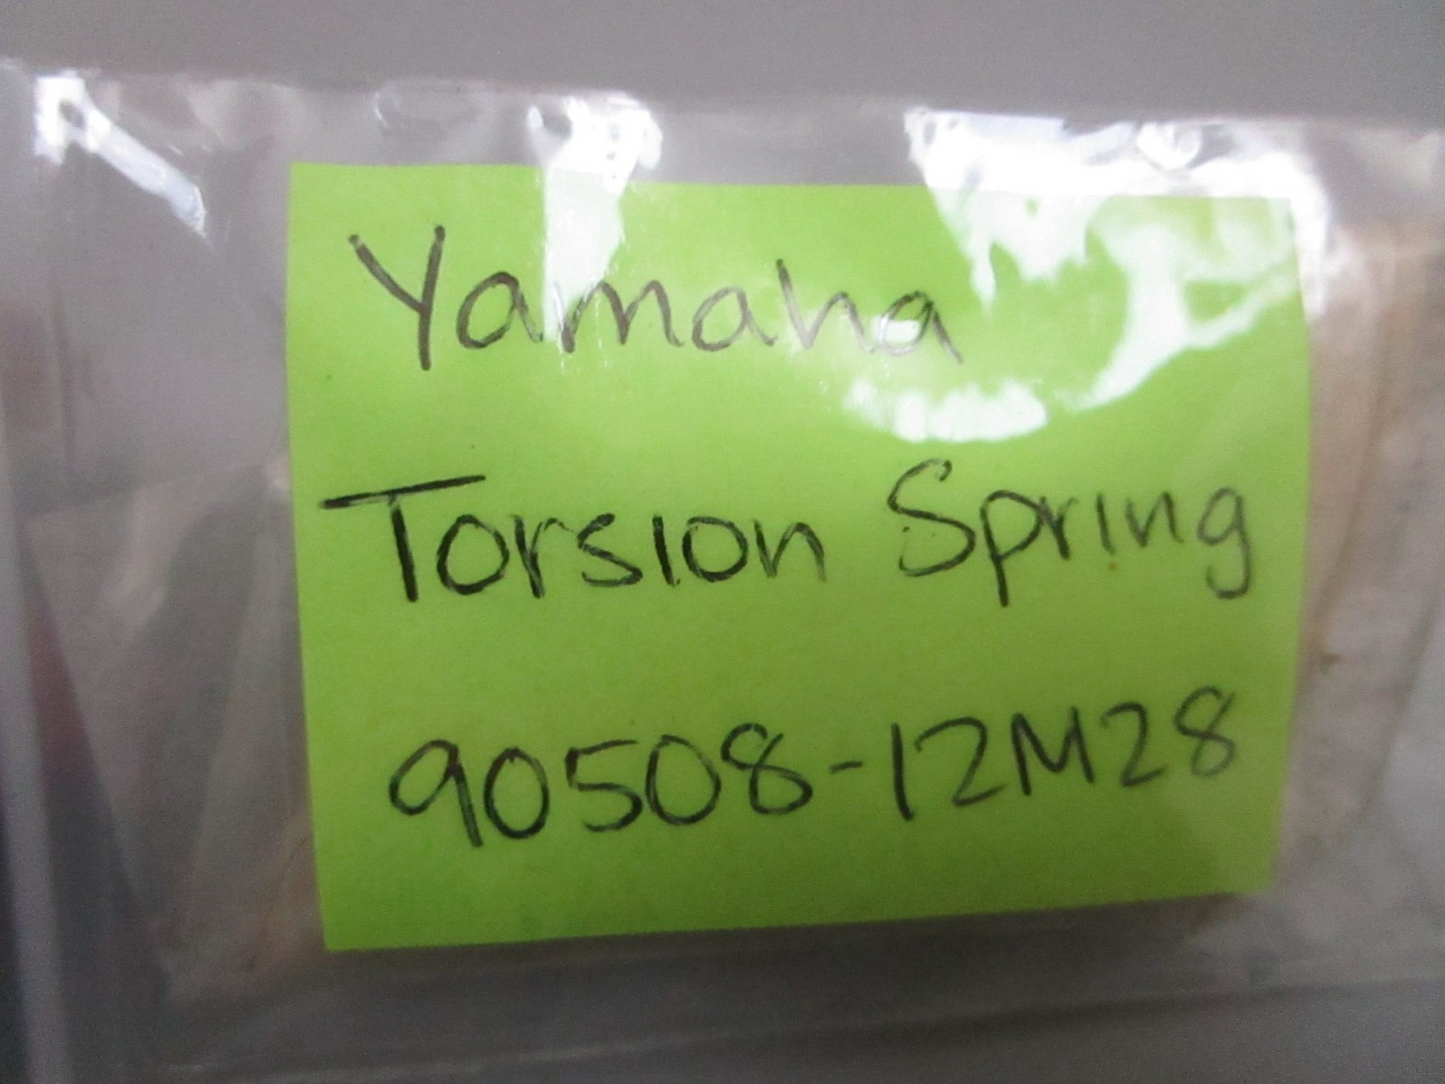 Yamaha
Torsion Spring
90508-12M28